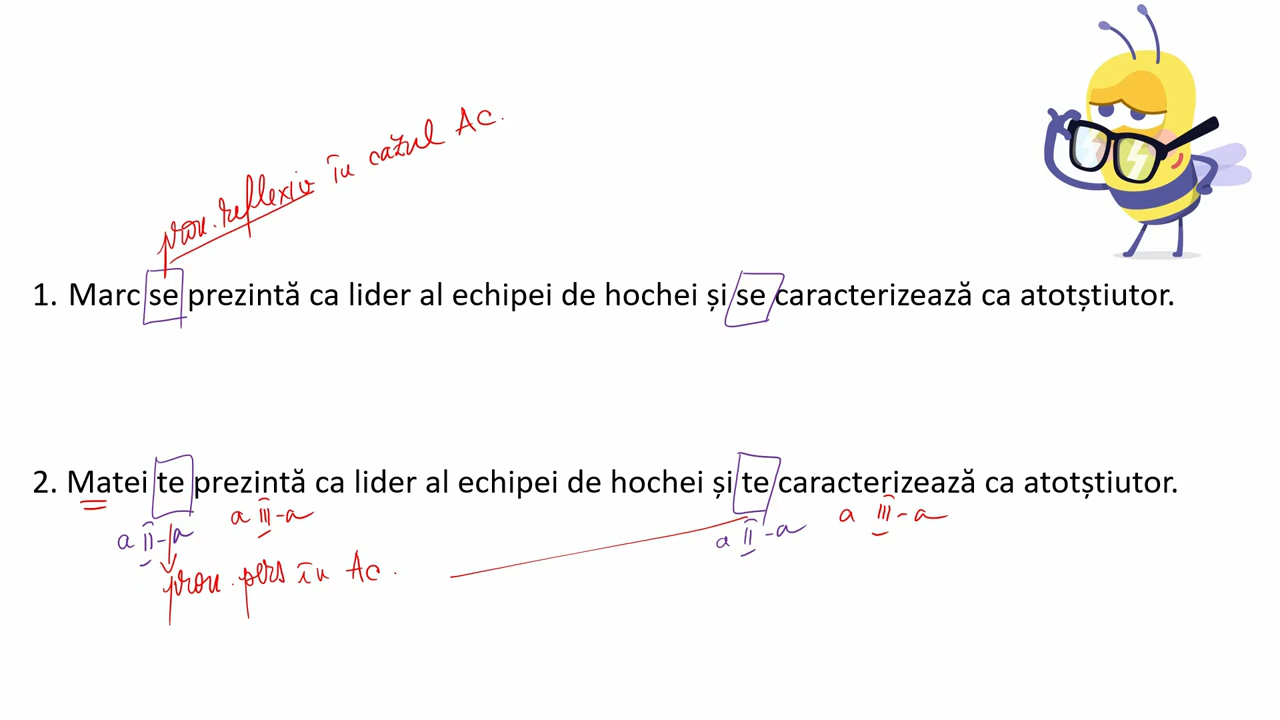 pron. reflexiv în cazul Ac.
1. Marc se prezintă ca lider al echipei de hochei și se caracterizează ca atotștiutor.
2. Matei te prezintă ca lider al echipei de hochei și te caracterizează ca atotștiutor.
a II-a a III-a a II-a a III-a
pron. pers în Ac.